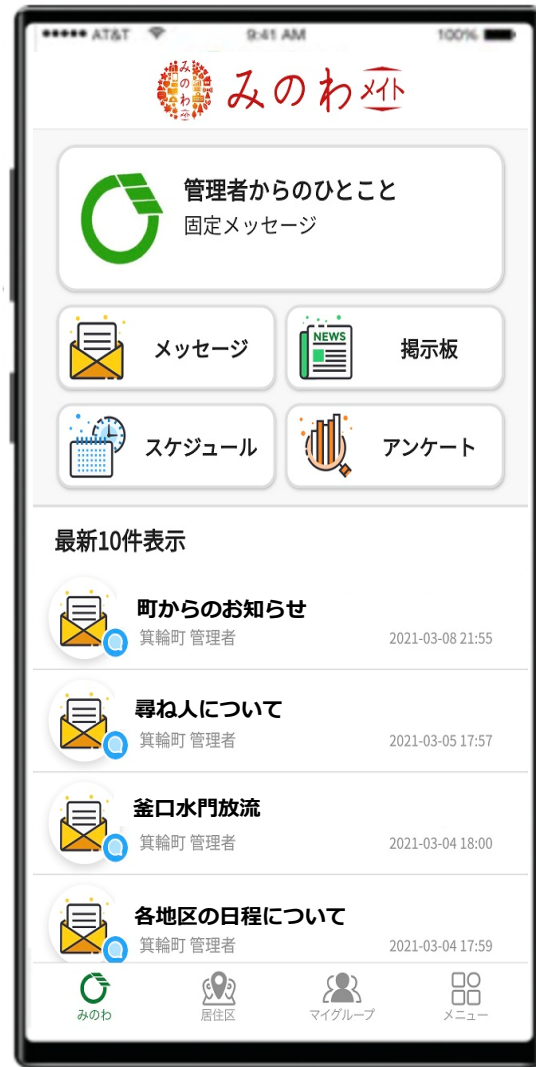 AT&T 9:41 AM 100%
みのわメイト みのわメイト
管理者からのひとこと
固定メッセージ
メッセージ
NEWS
掲示板
スケジュール
アンケート
最新10件表示
町からのお知らせ
箕輪町 管理者 2021-03-08 21:55
尋ね人について
箕輪町 管理者 2021-03-05 17:57
釜口水門放流
箕輪町 管理者 2021-03-04 18:00
各地区の日程について
箕輪町 管理者 2021-03-04 17:59
みのわ 居住区 マイグループ メニュー